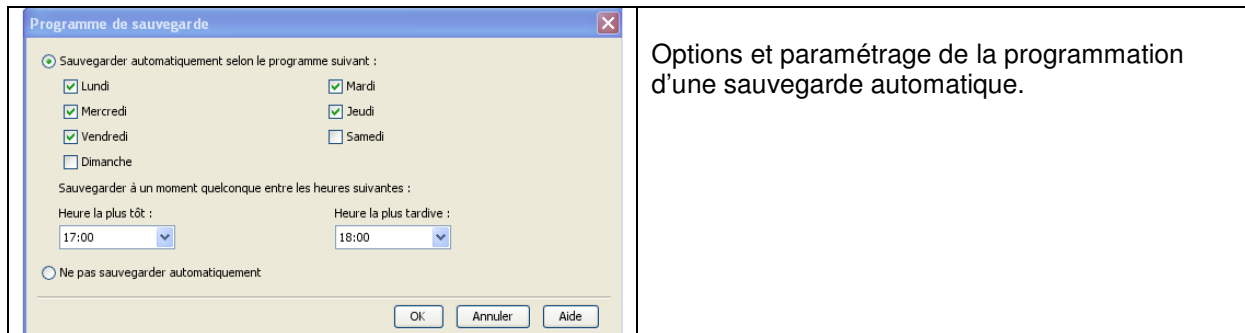 Programme de sauvegarde
Sauvegarder automatiquement selon le programme suivant :
Lundi
Mardi
Mercredi
Jeudi
Vendredi
Samedi
Dimanche
Sauvegarder à un moment quelconque entre les heures suivantes :
Heure la plus tôt :
Heure la plus tardive :
17:00
18:00
Ne pas sauvegarder automatiquement
OK
Annuler
Aide
Options et paramétrage de la programmation
d'une sauvegarde automatique.